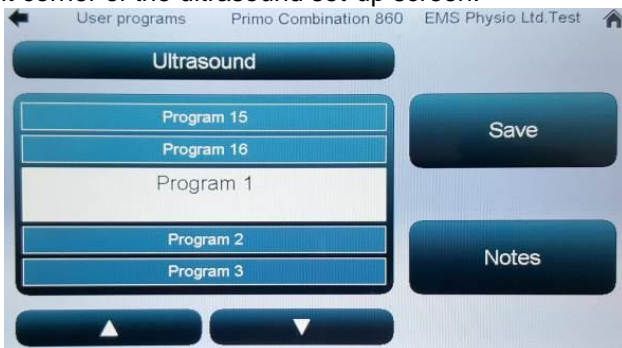 corner of the ultrasound set-up screen.
User programs Primo Combination 860 EMS Physio Ltd.Test
Ultrasound
Program 15
Program 16
Program 1
Program 2
Program 3
Save
Notes